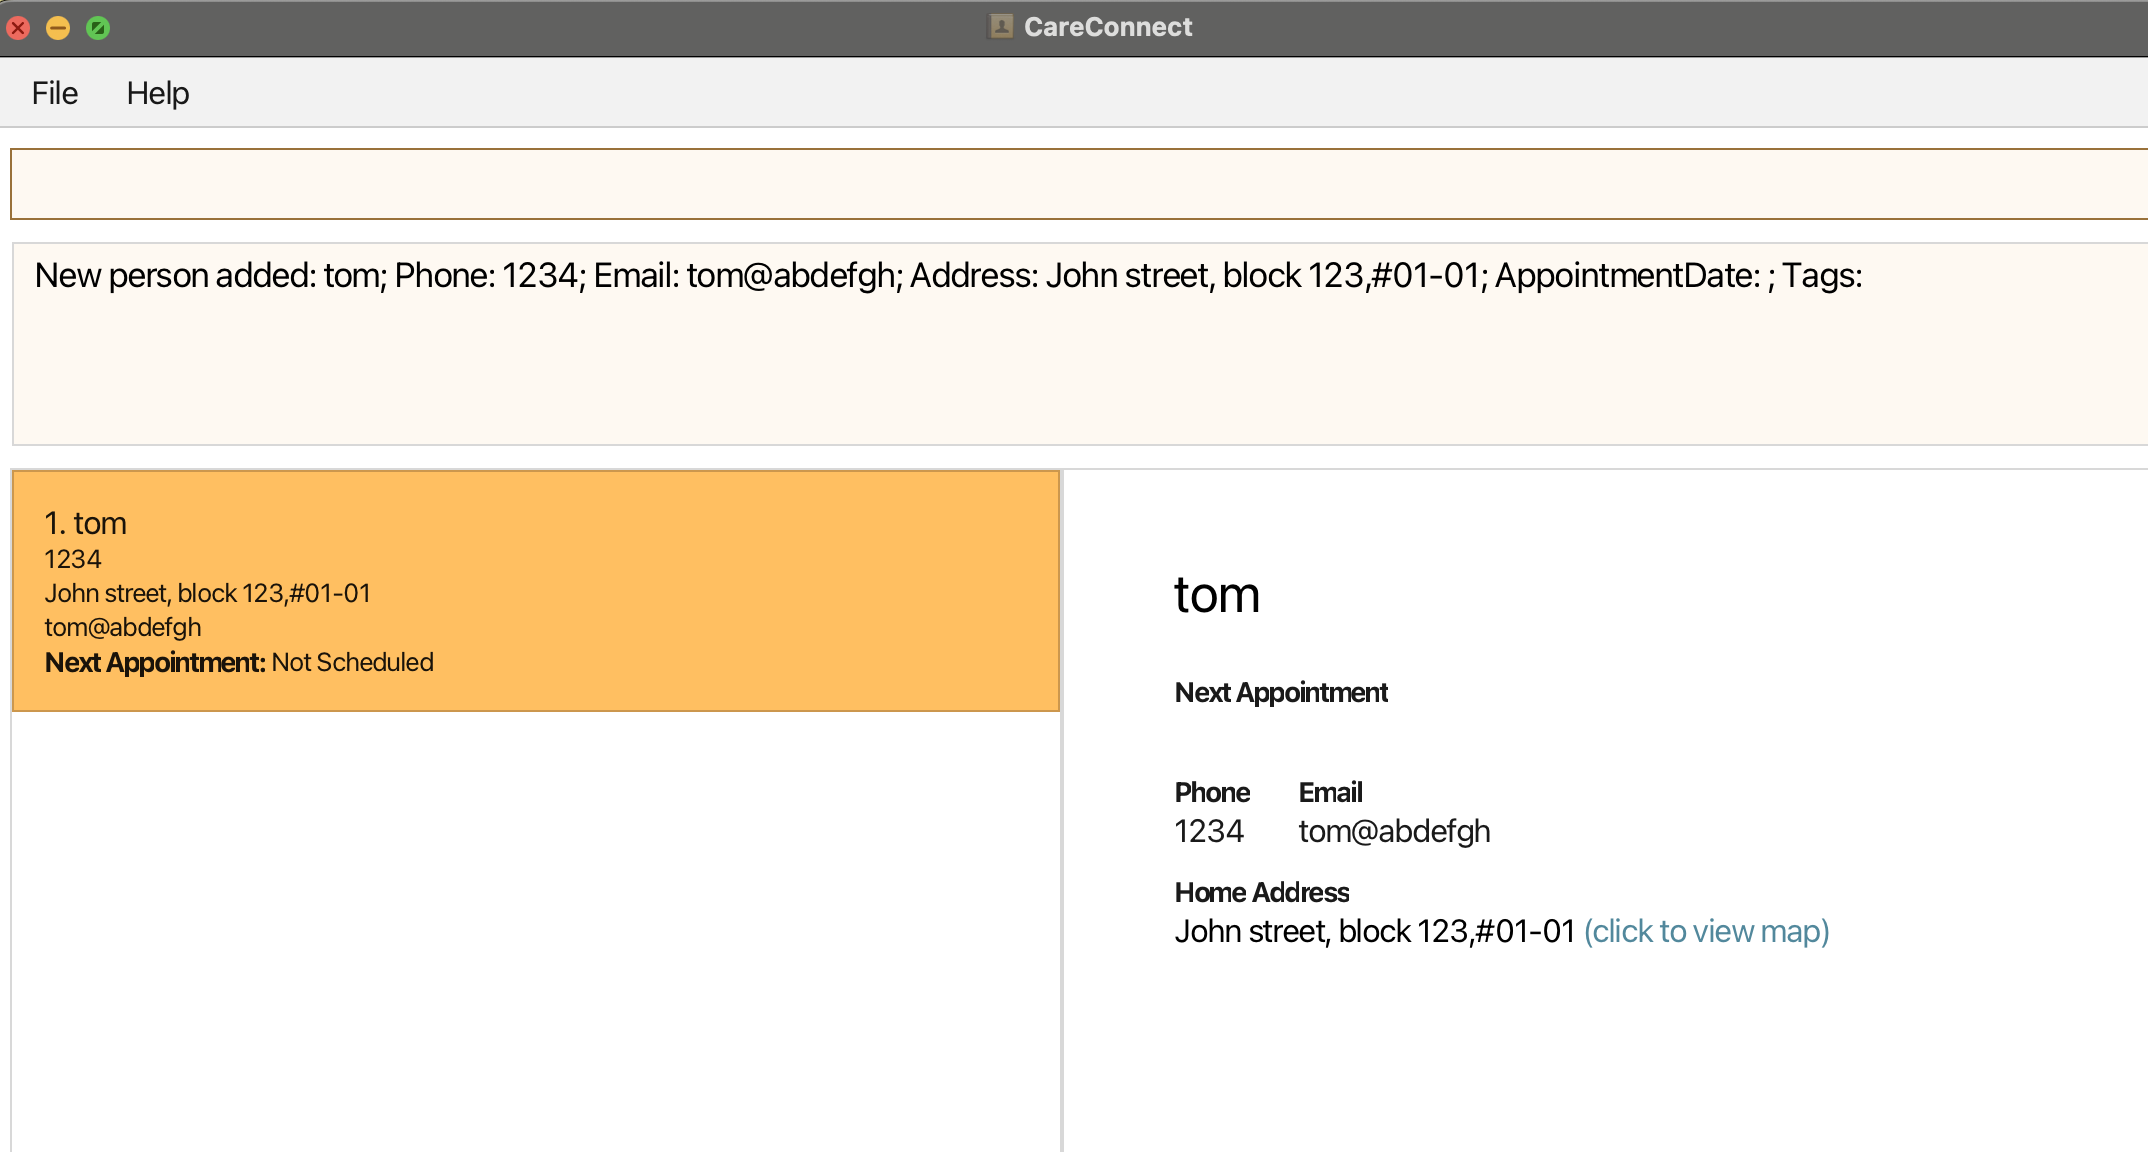 CareConnect
File Help
New person added: tom; Phone: 1234; Email: tom@abdefgh; Address: John street, block 123,#01-01; AppointmentDate: ; Tags:
1. tom
1234
John street, block 123,#01-01
tom@abdefgh
Next Appointment: Not Scheduled
tom
Next Appointment
Phone Email
1234 tom@abdefgh
Home Address
John street, block 123,#01-01 (click to view map)